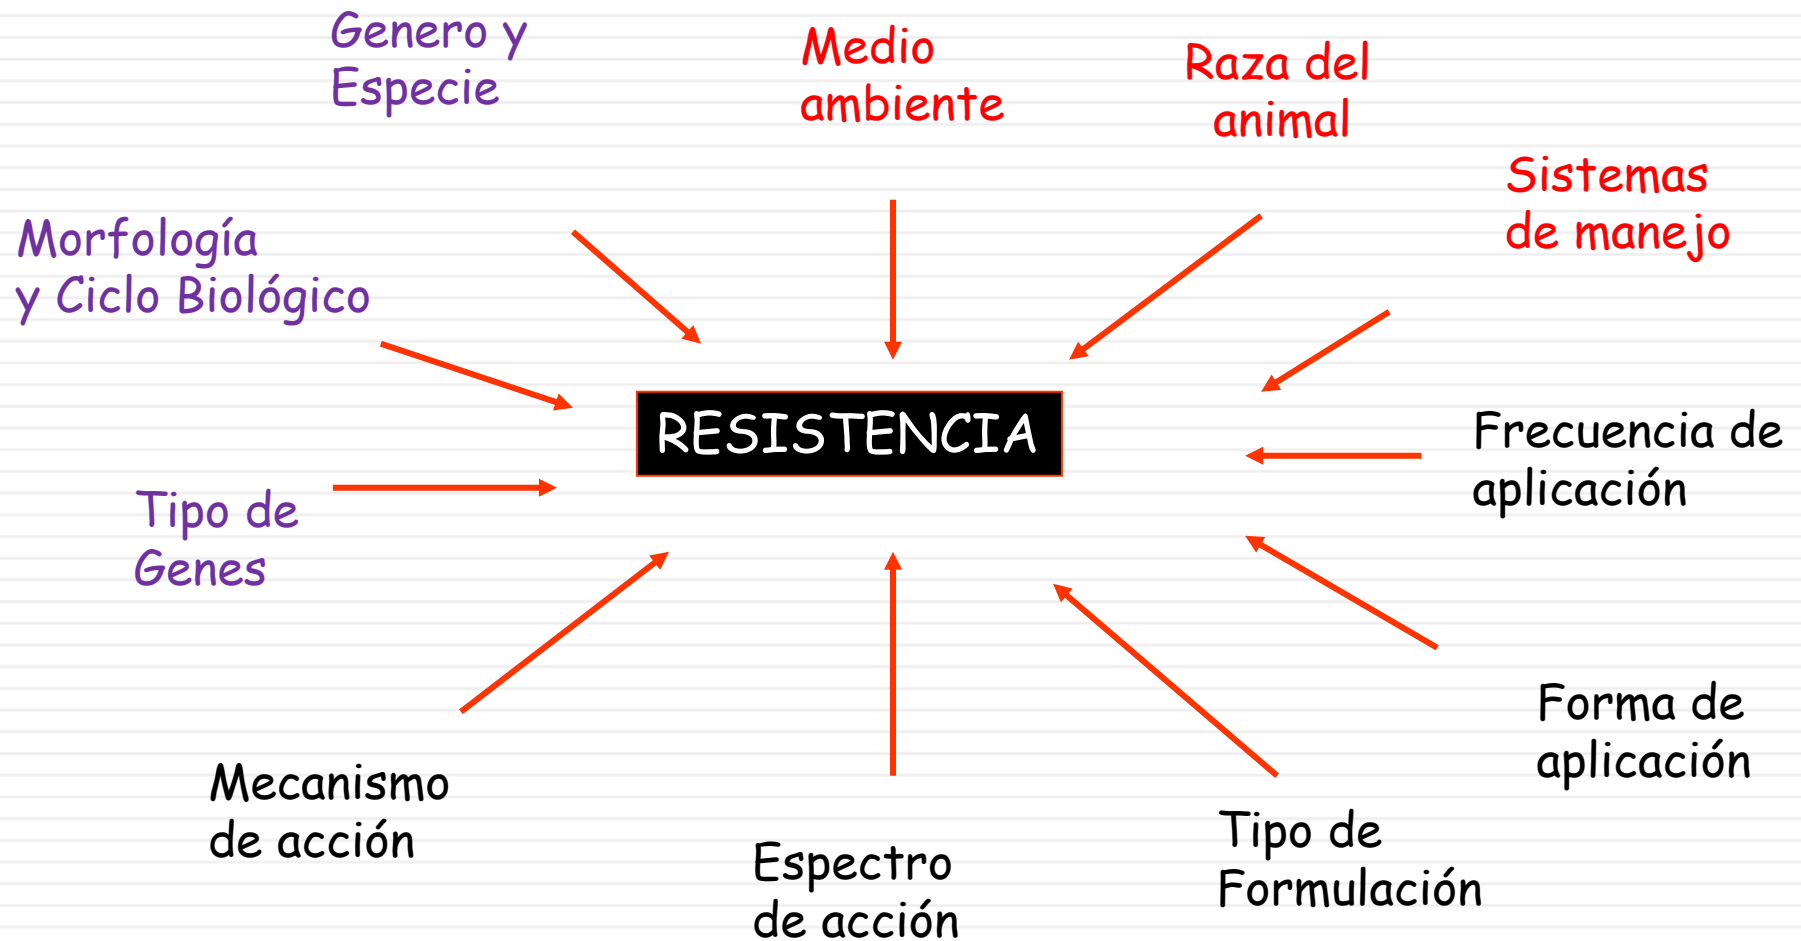 Genero y
Especie
Medio
ambiente
Raza del
animal
Sistemas
de manejo
Morfología
y Ciclo Biológico
RESISTENCIA
Frecuencia de
aplicación
Tipo de
Genes
Forma de
aplicación
Mecanismo
de acción
Espectro
de acción
Tipo de
Formulación